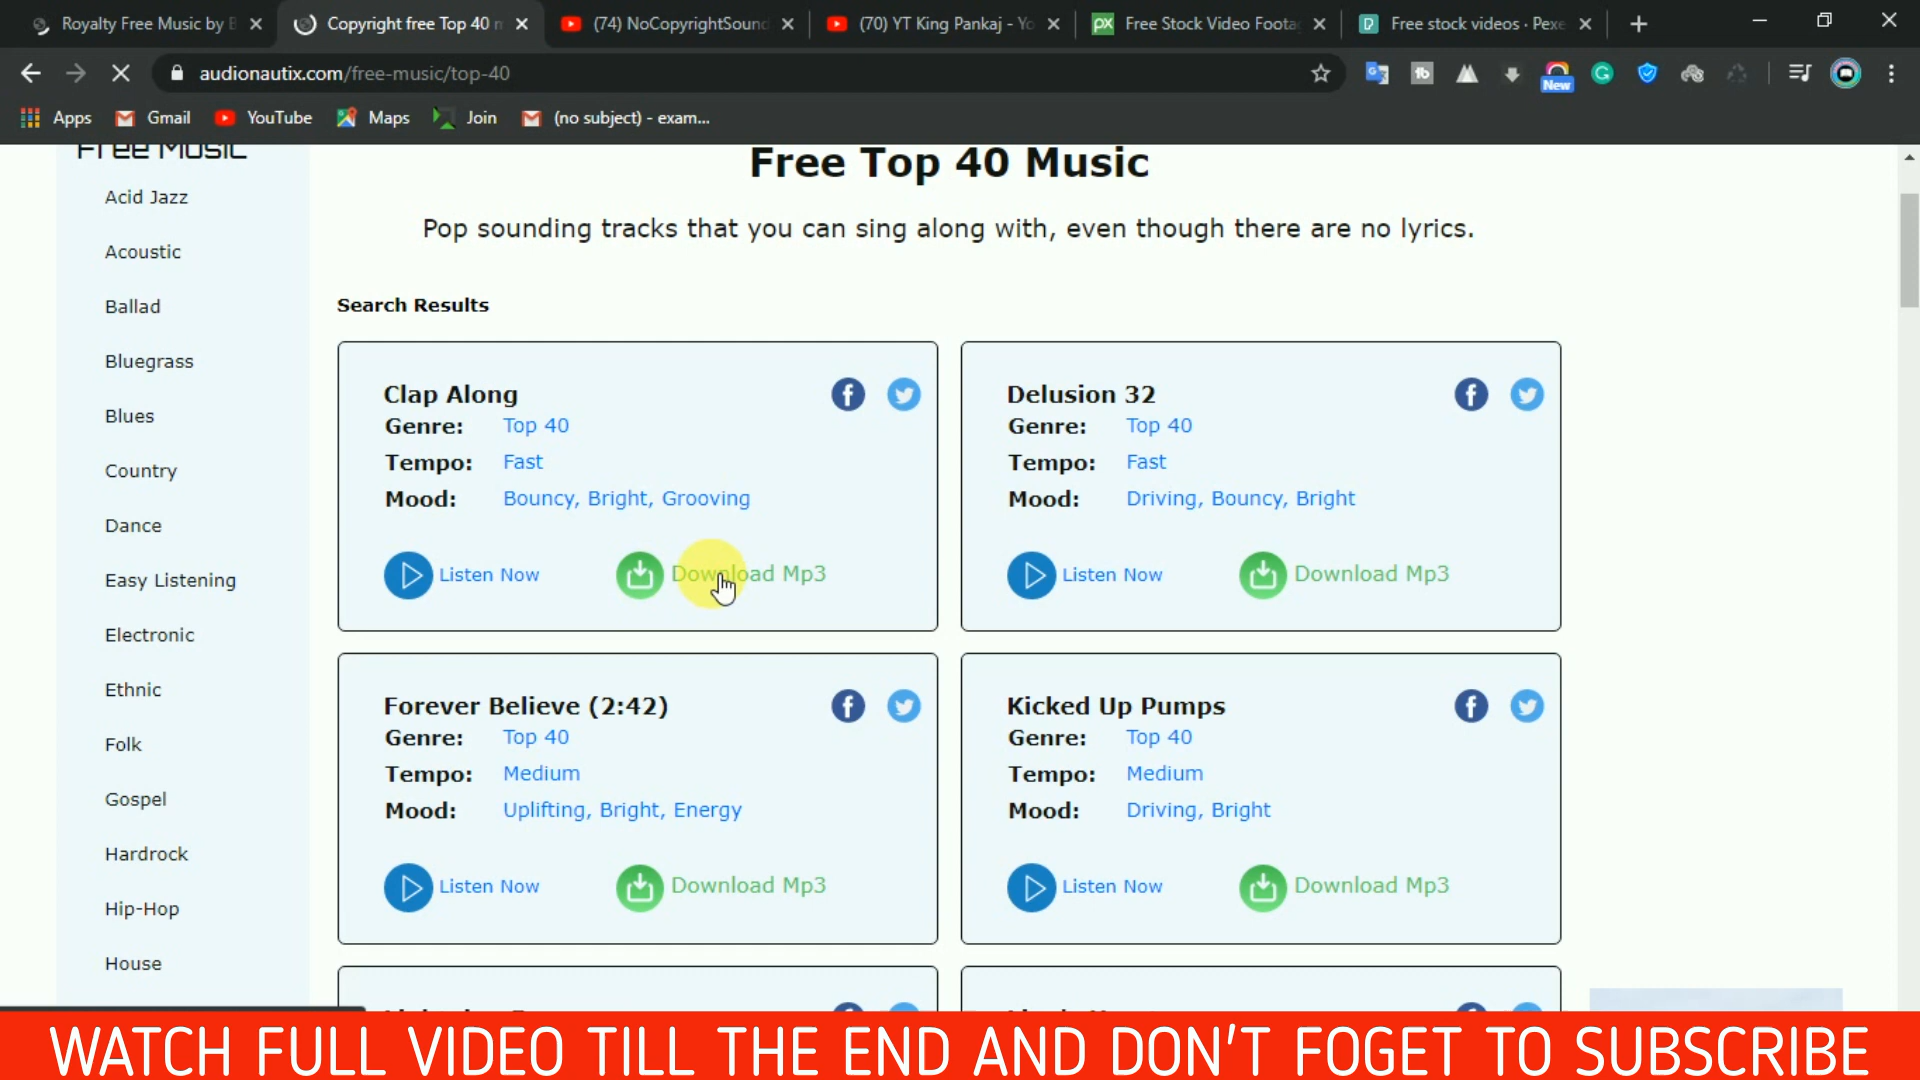 Royalty Free Music by
Copyright free Top 40
(74) NoCopyrightSound
(70) YT King Pankaj - Yo
Free Stock Video Foota
Free stock videos · Pexe
audionautix.com/free-music/top-40
New
Apps
Gmail
YouTube
Maps
Join
(no subject) - exam...
Free Music
Acid Jazz
Acoustic
Ballad
Bluegrass
Blues
Country
Dance
Easy Listening
Electronic
Ethnic
Folk
Gospel
Hardrock
Hip-Hop
House
Free Top 40 Music
Pop sounding tracks that you can sing along with, even though there are no lyrics.
Search Results
Clap Along
Genre: Top 40
Tempo: Fast
Mood: Bouncy, Bright, Grooving
Listen Now Download Mp3
Delusion 32
Genre: Top 40
Tempo: Fast
Mood: Driving, Bouncy, Bright
Listen Now Download Mp3
Forever Believe (2:42)
Genre: Top 40
Tempo: Medium
Mood: Uplifting, Bright, Energy
Listen Now Download Mp3
Kicked Up Pumps
Genre: Top 40
Tempo: Medium
Mood: Driving, Bright
Listen Now Download Mp3
WATCH FULL VIDEO TILL THE END AND DON'T FOGET TO SUBSCRIBE